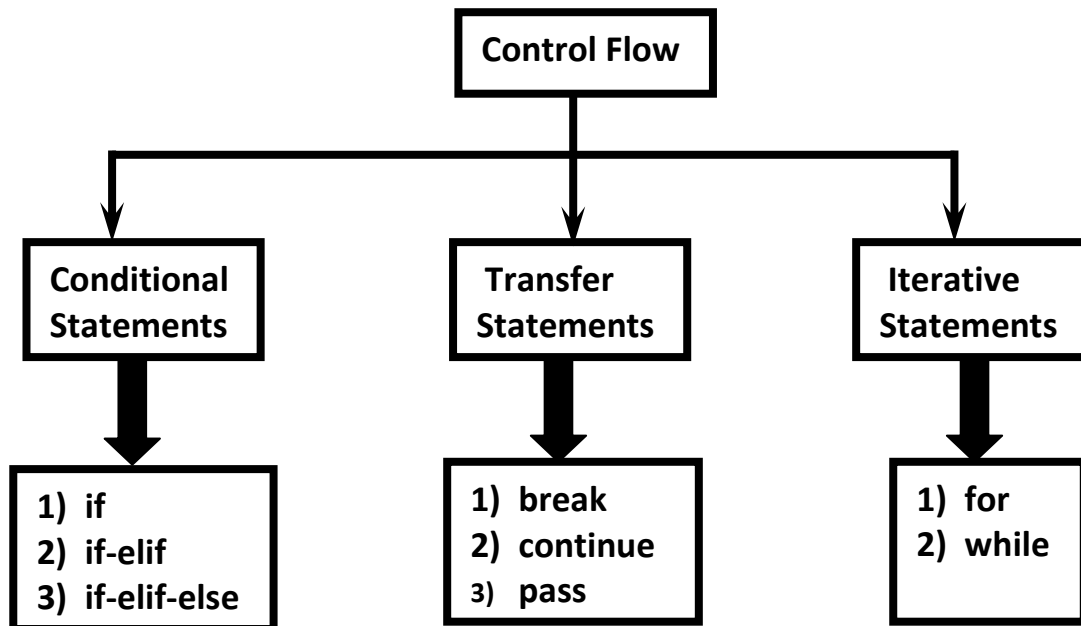 Control Flow
Conditional
Statements
Transfer
Statements
Iterative
Statements
1) if
2) if-elif
3) if-elif-else
1) break
2) continue
3) pass
1) for
2) while